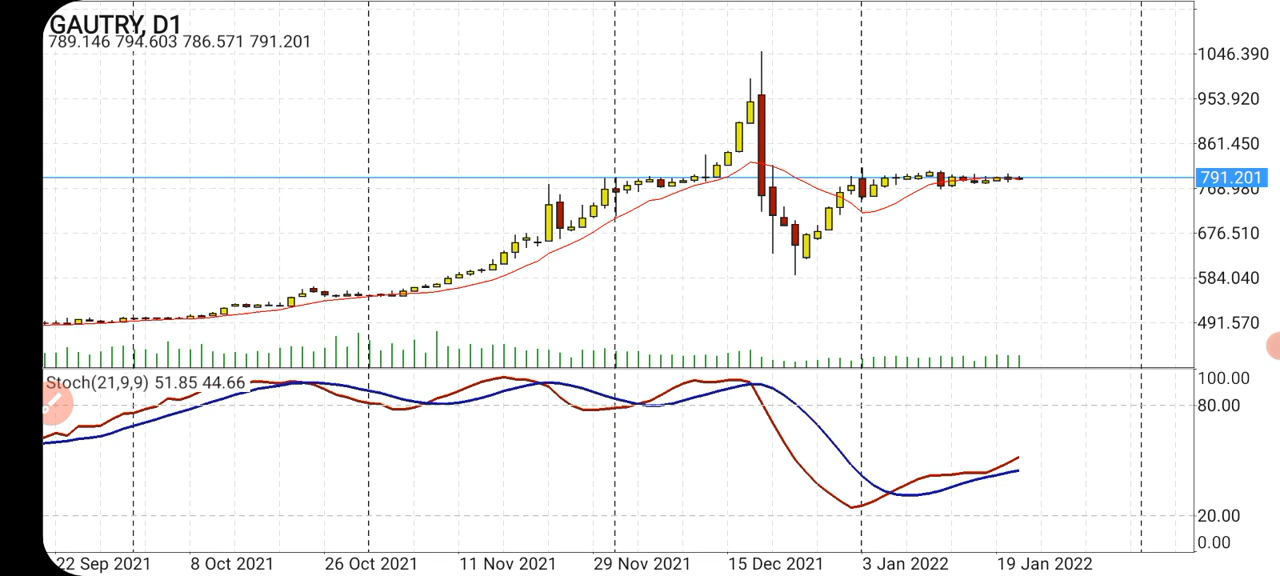 GAUTRY, D1
789.146 794.603 786.571 791.201
1046.390
953.920
861.450
791.201
676.510
584.040
491.570
Stoch(21,9,9) 51.85 44.66
100.00
80.00
20.00
0.00
22 Sep 2021 8 Oct 2021 26 Oct 2021 11 Nov 2021 29 Nov 2021 15 Dec 2021 3 Jan 2022 19 Jan 2022